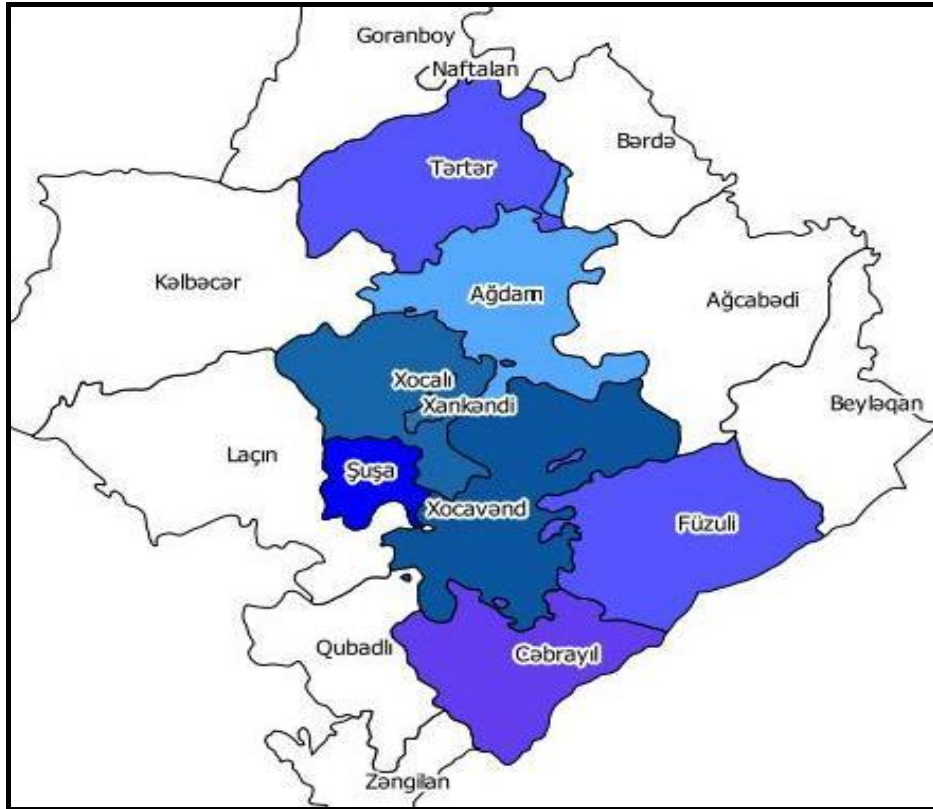 Goranboy
Naftalan
Bərdə
Tərtər
Kəlbəcər
Ağdam
Ağcabədi
Xocalı
Xankəndi
Beyləqan
Laçın
Şuşa
Xocavənd
Füzuli
Qubadlı
Cəbrayıl
Zəngilan